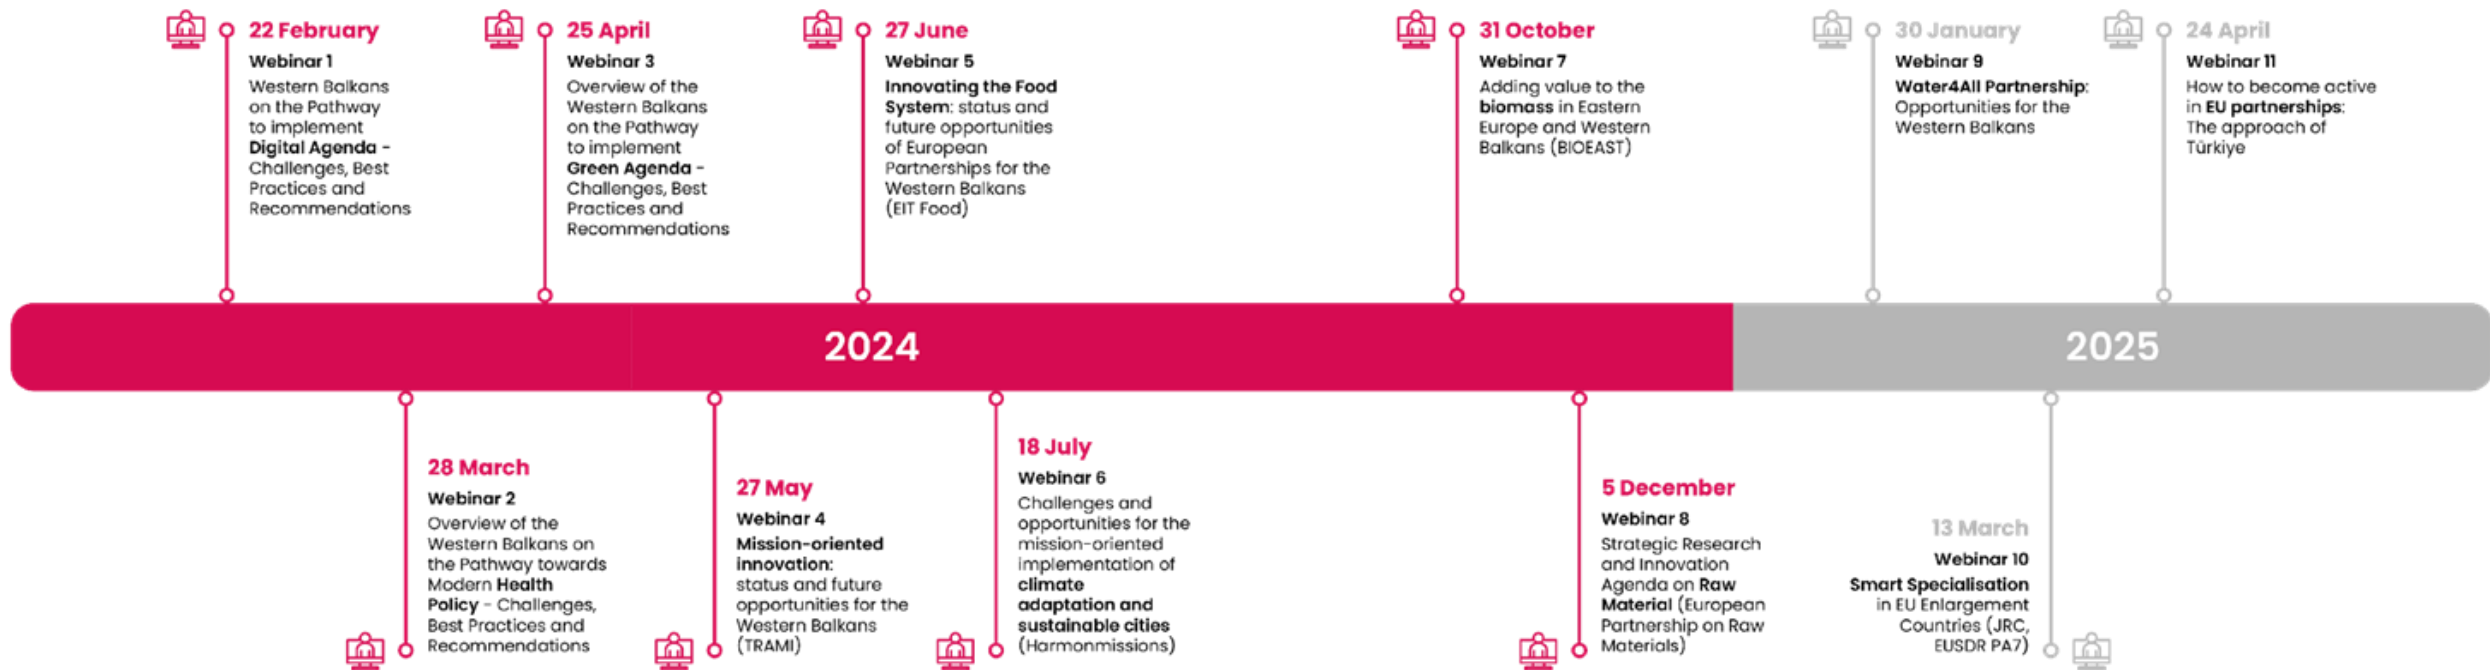 22 February
Webinar 1
Western Balkans
on the Pathway
to implement
Digital Agenda -
Challenges, Best
Practices and
Recommendations
25 April
Webinar 3
Overview of the
Western Balkans
on the Pathway
to implement
Green Agenda -
Challenges, Best
Practices and
Recommendations
27 June
Webinar 5
Innovating the Food
System: status and
future opportunities
of European
Partnerships for the
Western Balkans
(EIT Food)
31 October
Webinar 7
Adding value to the
biomass in Eastern
Europe and Western
Balkans (BIOEAST)
30 January
Webinar 9
Water4All Partnership:
Opportunities for the
Western Balkans
24 April
Webinar 11
How to become active
in EU partnerships:
The approach of
Türkiye
2024
2025
28 March
Webinar 2
Overview of the
Western Balkans on
the Pathway towards
Modern Health
Policy - Challenges,
Best Practices and
Recommendations
27 May
Webinar 4
Mission-oriented
innovation:
status and future
opportunities for the
Western Balkans
(TRAMI)
18 July
Webinar 6
Challenges and
opportunities for the
mission-oriented
implementation of
climate
adaptation and
sustainable cities
(Harmonmissions)
5 December
Webinar 8
Strategic Research
and Innovation
Agenda on Raw
Material (European
Partnership on Raw
Materials)
13 March
Webinar 10
Smart Specialisation
in EU Enlargement
Countries (JRC,
EUSDR PA7)